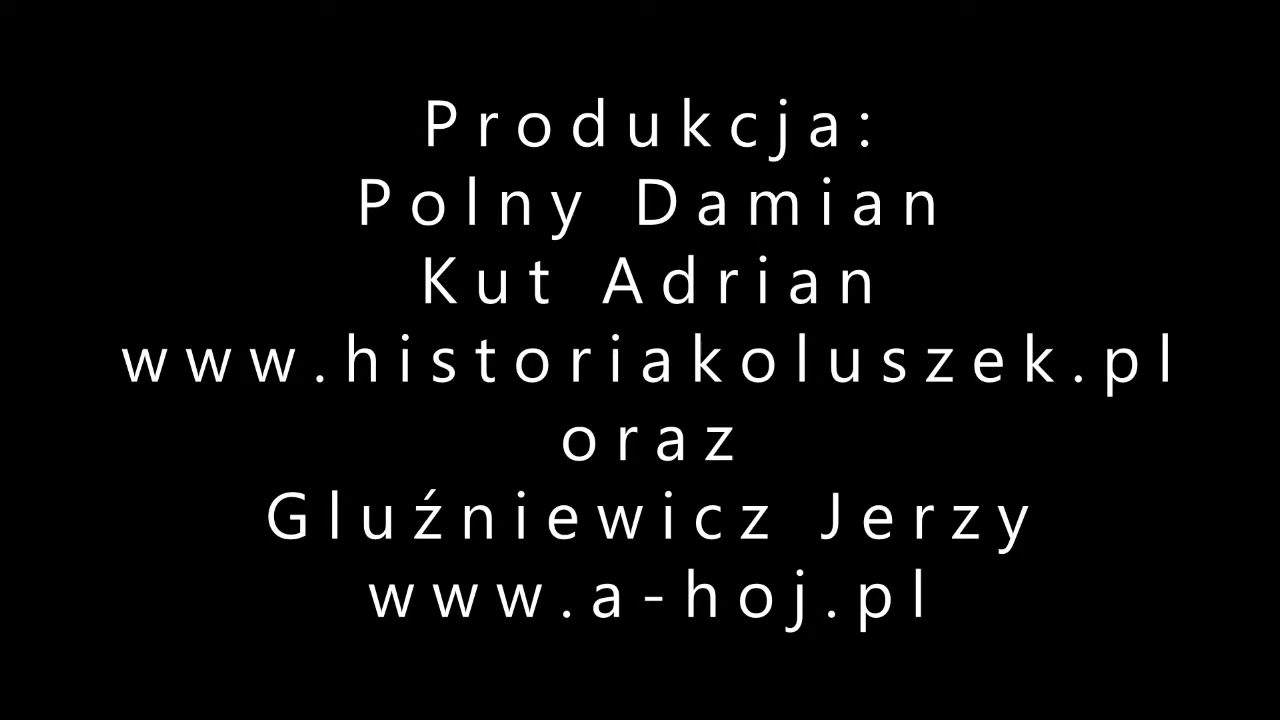 Produkcja:
Polny Damian
Kut Adrian
www.historiakoluszek.pl
oraz
Gluźniewicz Jerzy
www.a-hoj.pl